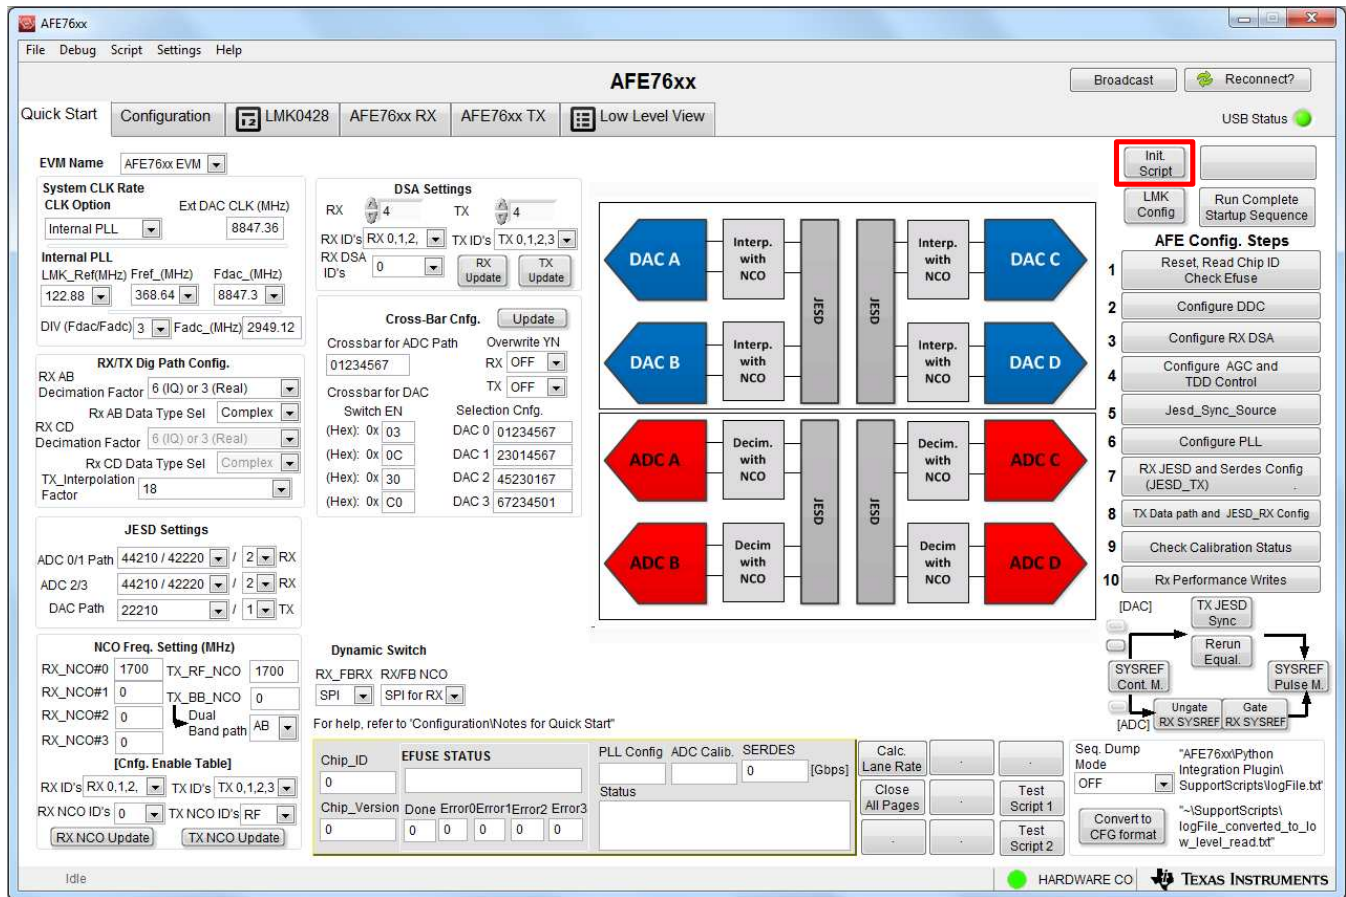 AFE76xx
File Debug Script Settings Help
AFE76xx
Broadcast Reconnect?
Quick Start Configuration LMK0428 AFE76xx RX AFE76xx TX Low Level View
USB Status
EVM Name AFE76xx EVM
System CLK Rate
CLK Option Ext DAC CLK (MHz)
Internal PLL 8847.36
Internal PLL
LMK_Ref(MHz) Fref_(MHz) Fdac_(MHz)
122.88 368.64 8847.3
DIV (Fdac/Fadc) 3 Fadc_(MHz) 2949.12
RX/TX Dig Path Config.
RX AB
Decimation Factor 6 (IQ) or 3 (Real)
Rx AB Data Type Sel Complex
RX CD
Decimation Factor 6 (IQ) or 3 (Real)
Rx CD Data Type Sel Complex
TX_Interpolation
Factor 18
JESD Settings
ADC 0/1 Path 44210 / 42220 / 2 RX
ADC 2/3 44210 / 42220 / 2 RX
DAC Path 22210 / 1 TX
NCO Freq. Setting (MHz)
RX_NCO#0 1700 TX_RF_NCO 1700
RX_NCO#1 0 TX_BB_NCO 0
RX_NCO#2 0 Dual
Band path AB
RX_NCO#3 0
[Cnfg. Enable Table]
RX ID's RX 0,1,2, TX ID's TX 0,1,2,3
RX NCO ID's 0 TX NCO ID's RF
RX NCO Update TX NCO Update
DSA Settings
RX 4 TX 4
RX ID's RX 0,1,2, TX ID's TX 0,1,2,3
RX DSA
ID's 0
RX
Update
TX
Update
Cross-Bar Cnfg. Update
Crossbar for ADC Path Overwrite YN
01234567 RX OFF
TX OFF
Crossbar for DAC
Switch EN Selection Cnfg.
(Hex): 0x 03 DAC 0 01234567
(Hex): 0x 0C DAC 1 23014567
(Hex): 0x 30 DAC 2 45230167
(Hex): 0x C0 DAC 3 67234501
Dynamic Switch
RX_FBRX RX/FB NCO
SPI SPI for RX
For help, refer to 'Configuration\Notes for Quick Start"
DAC A
Interp.
with
NCO
JESD
JESD
Interp.
with
NCO
DAC C
DAC B
Interp.
with
NCO
Interp.
with
NCO
DAC D
ADC A
Decim.
with
NCO
JESD
JESD
Decim.
with
NCO
ADC C
ADC B
Decim
with
NCO
Decim
with
NCO
ADC D
Chip_ID EFUSE STATUS
0
Chip_Version Done Error0Error1Error2 Error3
0 0 0 0 0 0
PLL Config ADC Calib. SERDES
0 [Gbps]
Status
Calc.
Lane Rate
Close
All Pages
Test
Script 1
Test
Script 2
Init.
Script
LMK
Config
Run Complete
Startup Sequence
AFE Config. Steps
1 Reset, Read Chip ID
Check Efuse
2 Configure DDC
3 Configure RX DSA
4 Configure AGC and
TDD Control
5 Jesd_Sync_Source
6 Configure PLL
7 RX JESD and Serdes Config
(JESD_TX) .
8 TX Data path and JESD_RX Config
9 Check Calibration Status
10 Rx Performance Writes
[DAC] TX JESD
Sync
Rerun
Equal.
SYSREF
Cont. M.
SYSREF
Pulse M.
Ungate
RX SYSREF
Gate
RX SYSREF
[ADC]
Seq. Dump
Mode
OFF
"AFE76xx\Python
Integration Plugin\
SupportScripts\logFile.txt"
Convert to
CFG format
"~\SupportScripts\
logFile_converted_to_lo
w_level_read.txt"
Idle HARDWARE CO TEXAS INSTRUMENTS